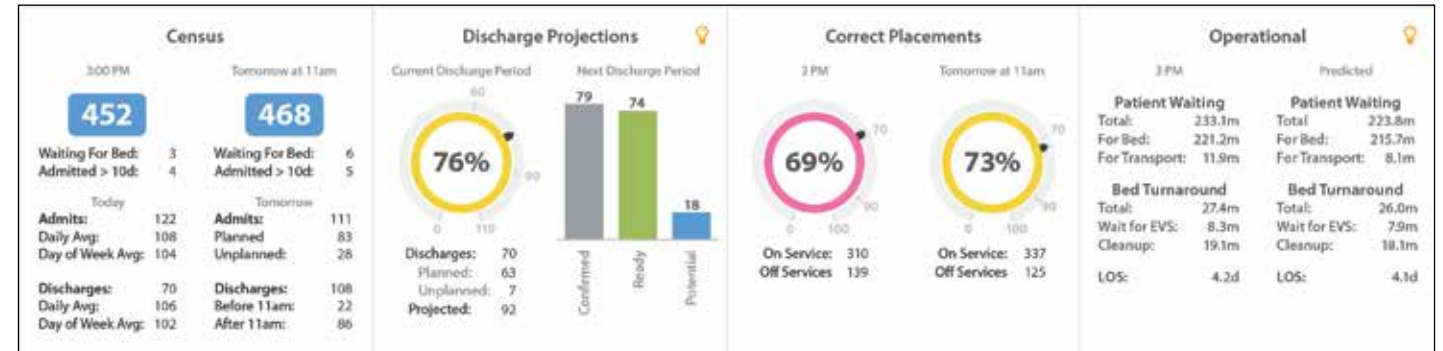 Census
3:00 PM
Tomorrow at 11am
452
468
Waiting For Bed: 3
Admitted > 10d: 4
Waiting For Bed: 6
Admitted > 10d: 5
Today
Admits: 122
Daily Avg: 108
Day of Week Avg: 104
Tomorrow
Admits: 111
Planned 83
Unplanned: 28
Discharges: 70
Daily Avg: 106
Day of Week Avg: 102
Discharges: 108
Before 11am: 22
After 11am: 86
Discharge Projections
Current Discharge Period
60
76%
90
0 110
Discharges: 70
Planned: 63
Unplanned: 7
Projected: 92
Next Discharge Period
79
74
18
Confirmed
Ready
Potential
Correct Placements
3 PM
70
69%
90
0 100
On Service: 310
Off Services 139
Tomorrow at 11am
70
73%
90
0 100
On Service: 337
Off Services 125
Operational
3 PM
Patient Waiting
Total: 233.1m
For Bed: 221.2m
For Transport: 11.9m
Bed Turnaround
Total: 27.4m
Wait for EVS: 8.3m
Cleanup: 19.1m
LOS: 4.2d
Predicted
Patient Waiting
Total 223.8m
For Bed: 215.7m
For Transport: 8.1m
Bed Turnaround
Total: 26.0m
Wait for EVS: 7.9m
Cleanup: 18.1m
LOS: 4.1d